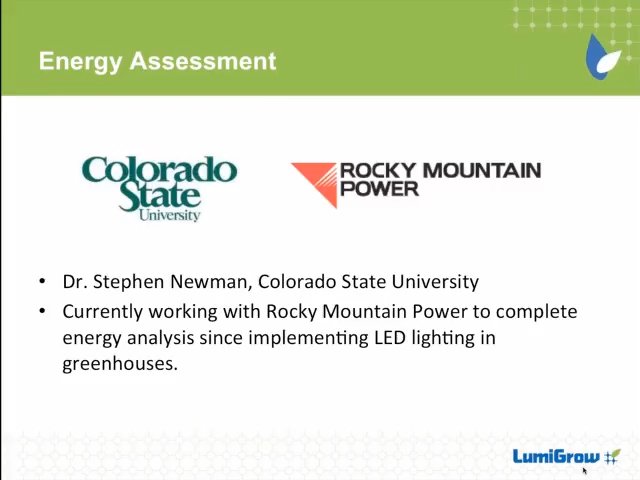 Energy Assessment
Colorado
State
University
ROCKY MOUNTAIN
POWER
• Dr. Stephen Newman, Colorado State University
• Currently working with Rocky Mountain Power to complete
energy analysis since implementing LED lighting in
greenhouses.
LumiGrow